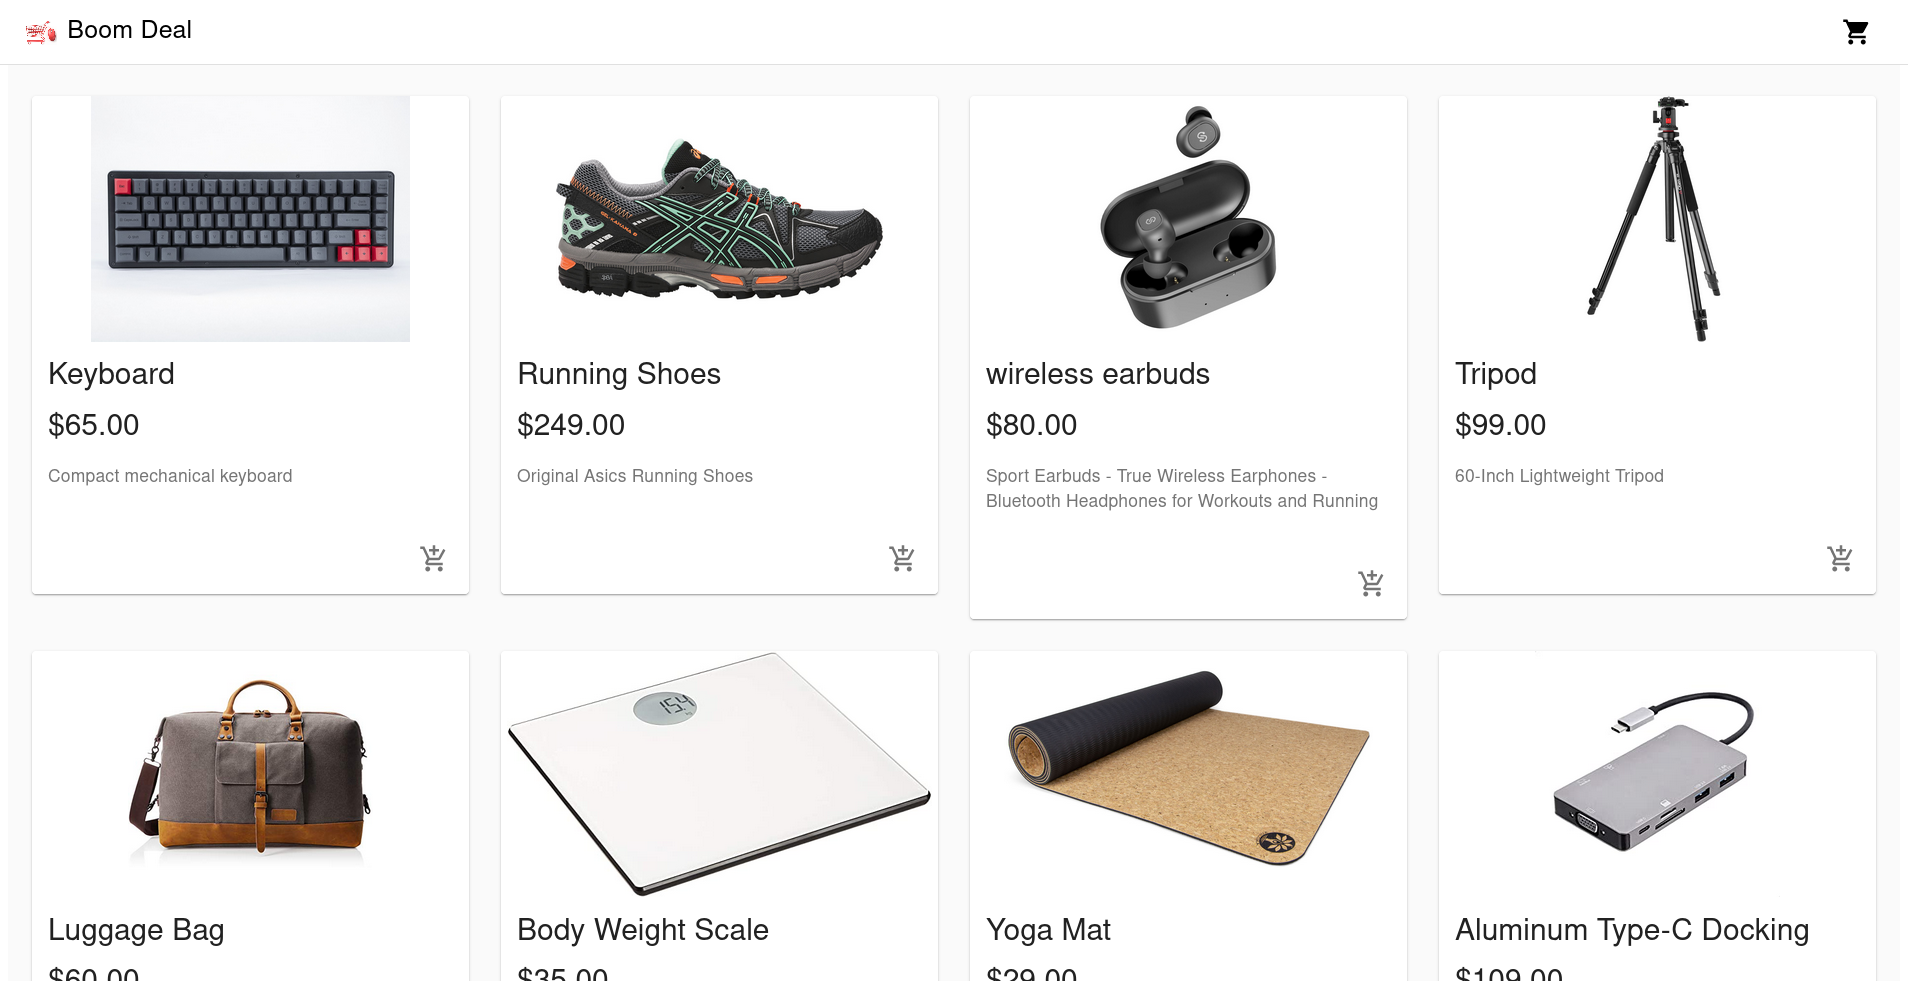 Boom Deal
Keyboard
$65.00
Compact mechanical keyboard
Running Shoes
$249.00
Original Asics Running Shoes
wireless earbuds
$80.00
Sport Earbuds - True Wireless Earphones -
Bluetooth Headphones for Workouts and Running
Tripod
$99.00
60-Inch Lightweight Tripod
Luggage Bag
$60.00
15.4
Body Weight Scale
$35.00
Yoga Mat
$29.00
Aluminum Type-C Docking
$109.00